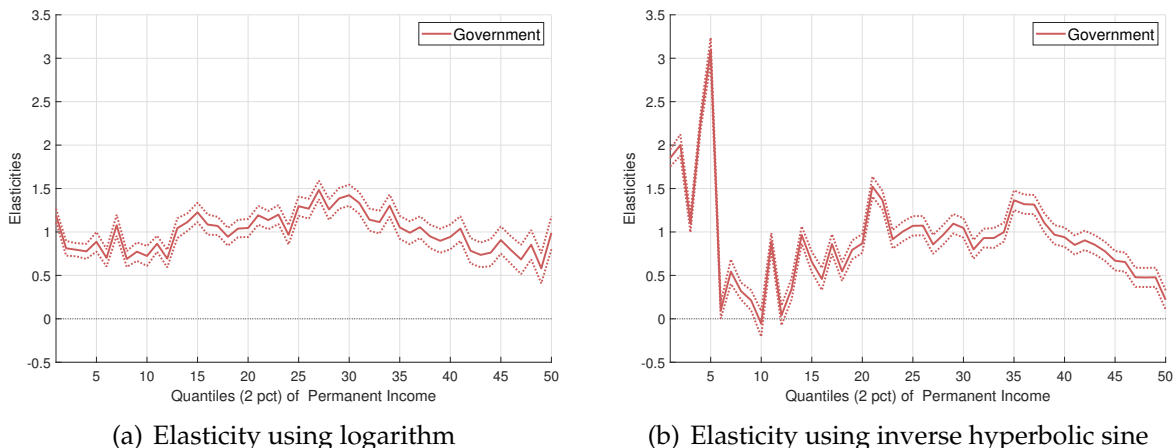 3.5
3
2.5
2
1.5
1
0.5
0
-0.5
Elasticities
Government
5 10 15 20 25 30 35 40 45 50
Quantiles (2 pct) of Permanent Income
(a) Elasticity using logarithm
3.5
3
2.5
2
1.5
1
0.5
0
-0.5
Elasticities
Government
5 10 15 20 25 30 35 40 45 50
Quantiles (2 pct) of Permanent Income
(b) Elasticity using inverse hyperbolic sine